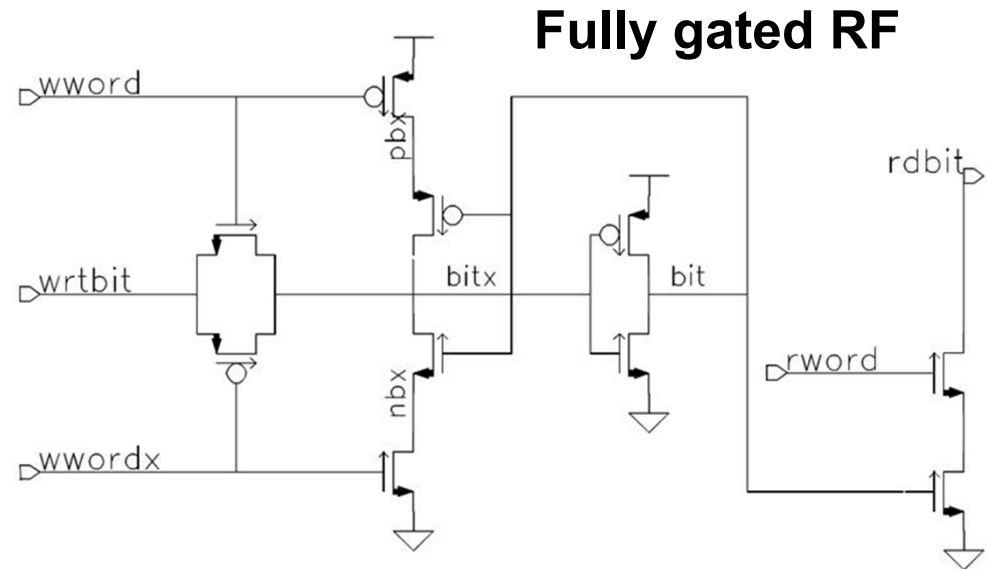 Fully gated RF
wword
pbx
rdbit
wrtbit
bitx
bit
rword
nbx
wwordx